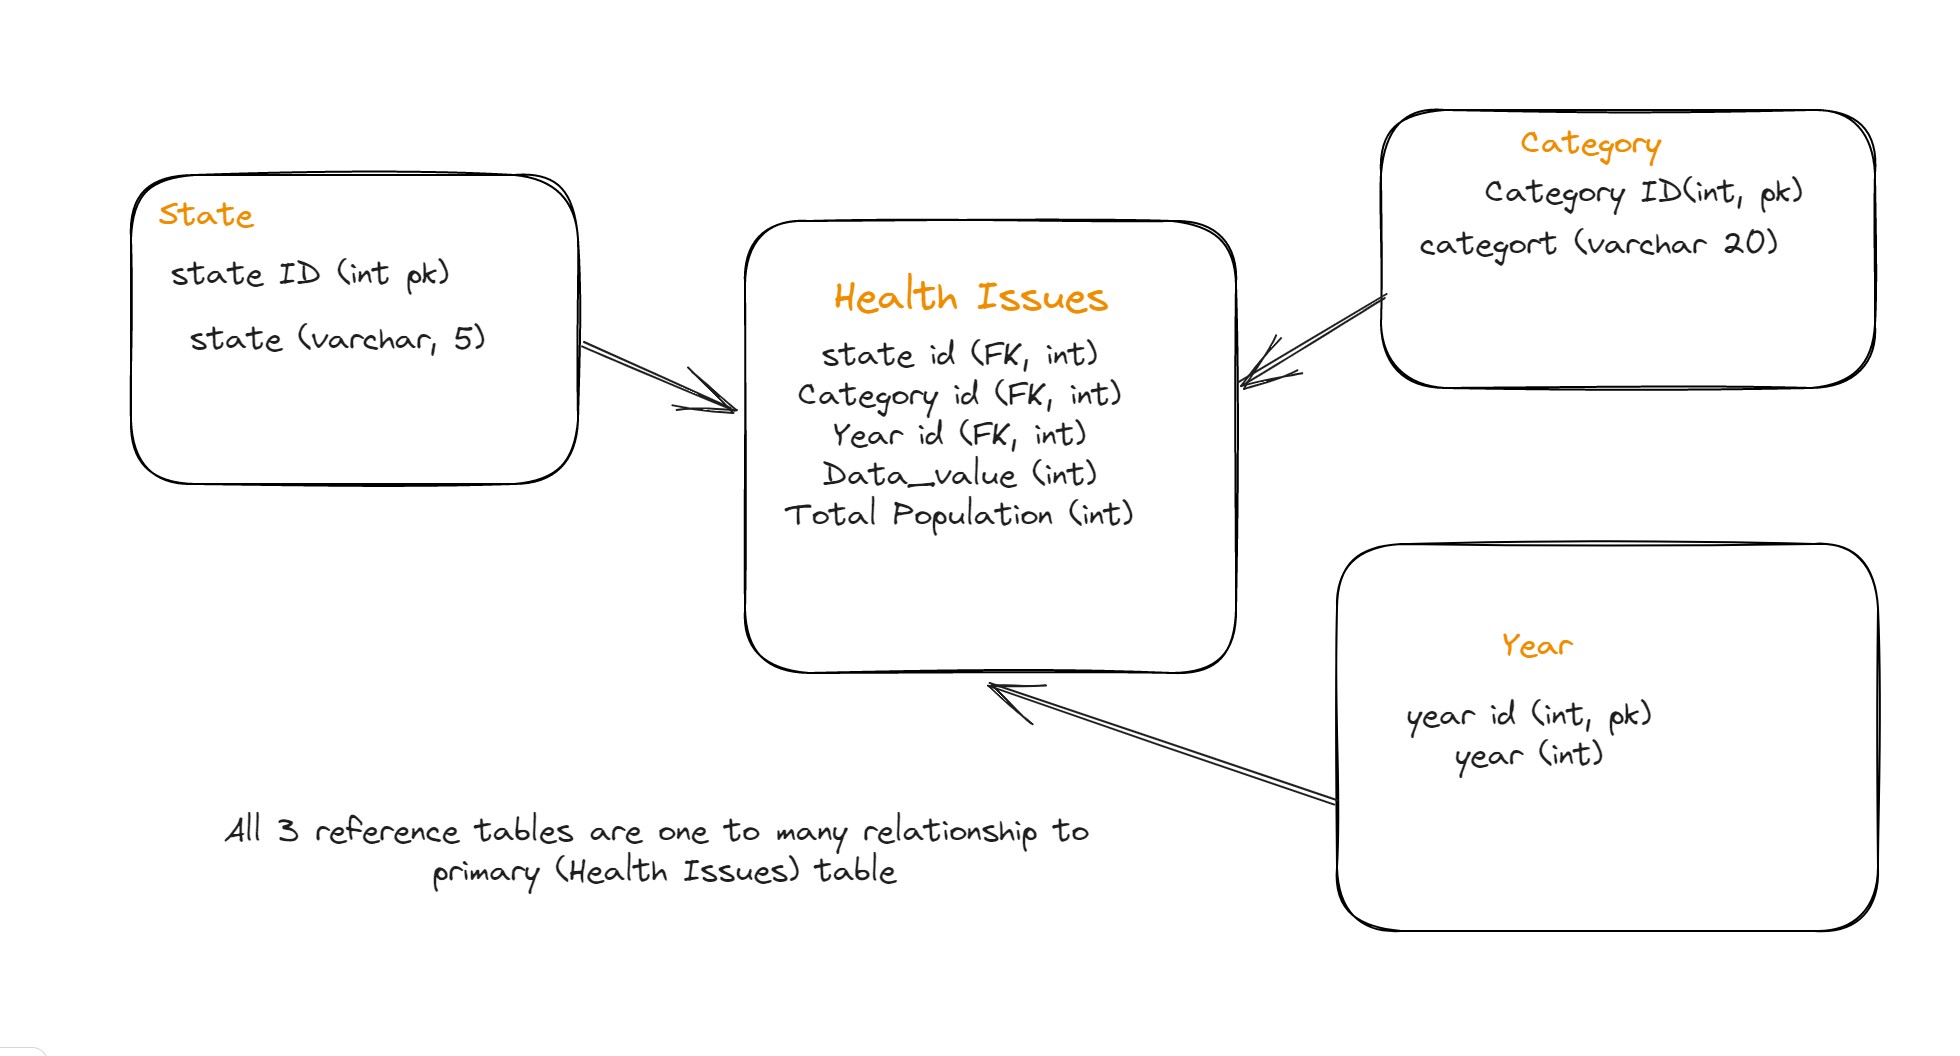 State
state ID (int pk)
state (varchar, 5)
Health Issues
state id (FK, int)
Category id (FK, int)
Year id (FK, int)
Data_value (int)
Total Population (int)
Category
Category ID(int, pk)
categort (varchar 20)
Year
year id (int, pk)
year (int)
All 3 reference tables are one to many relationship to
primary (Health Issues) table